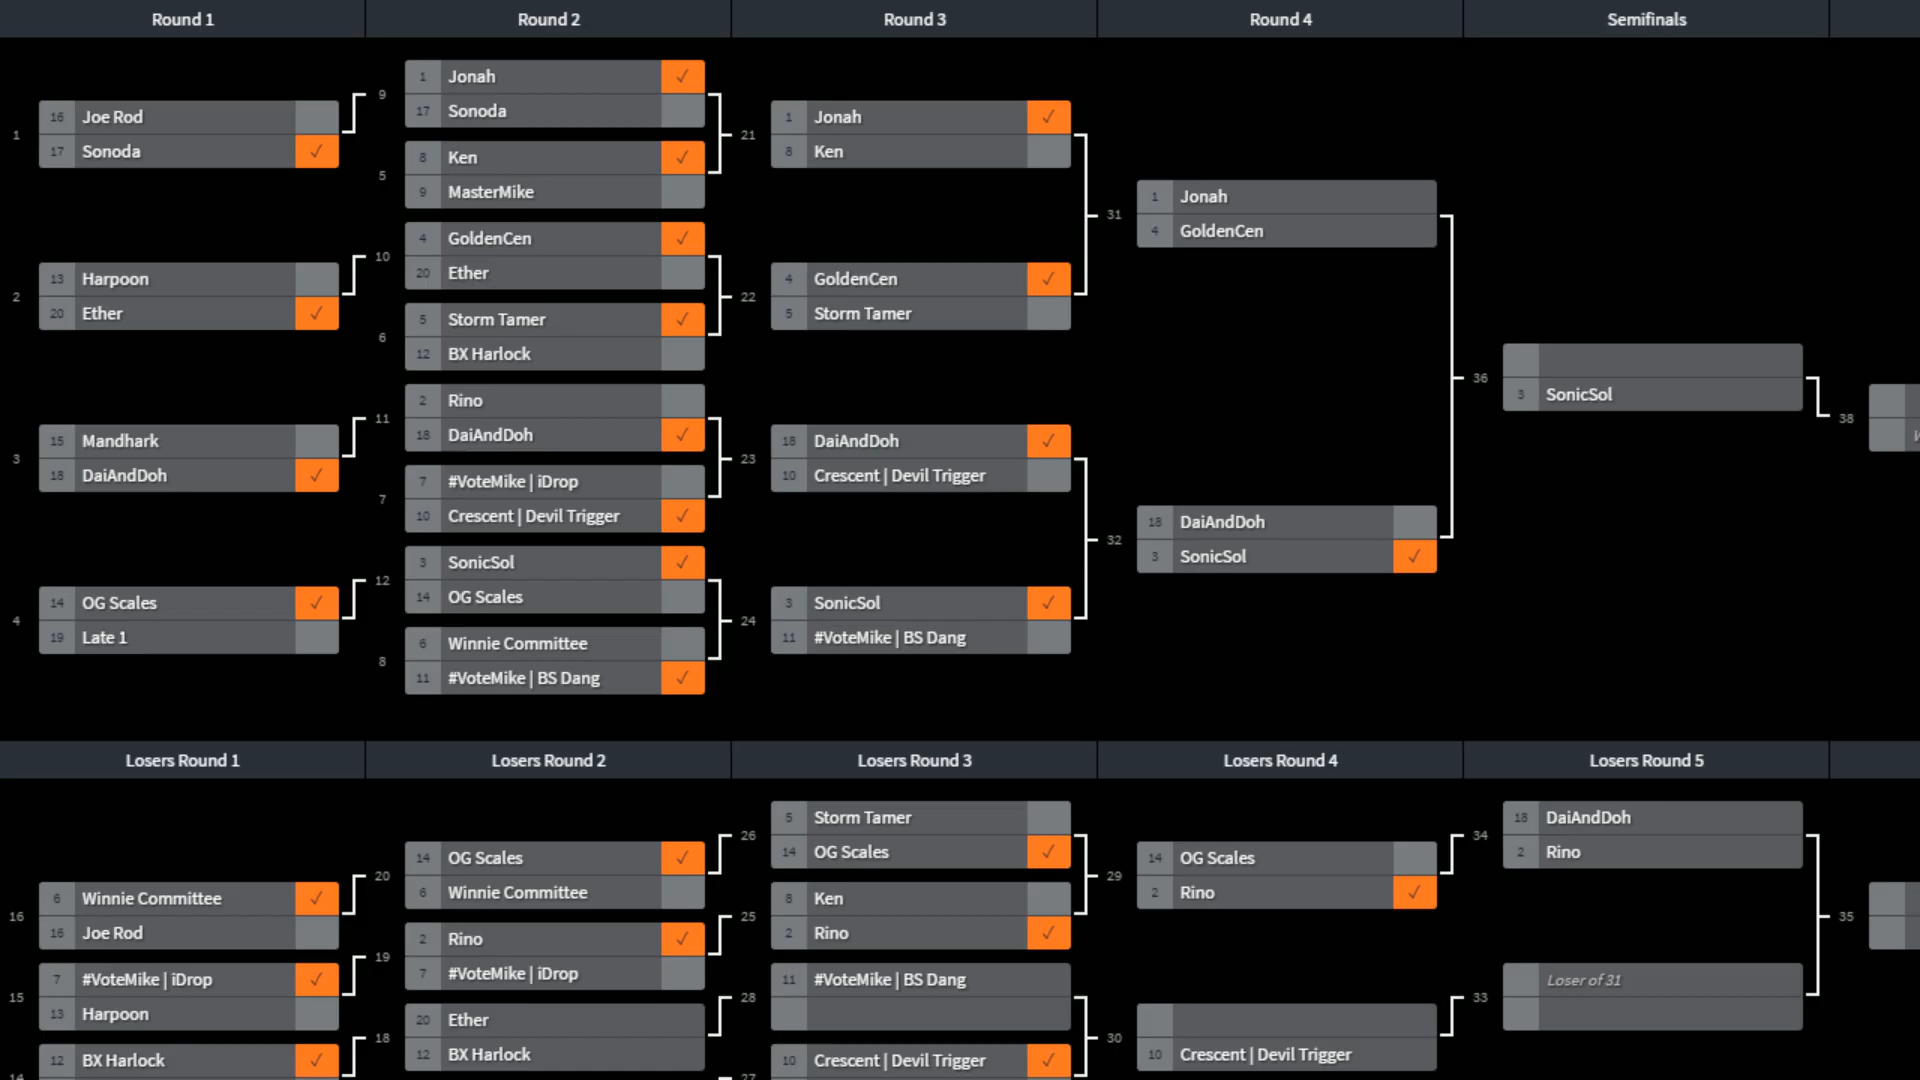 Round 1
Round 2
Round 3
Round 4
Semifinals
1
16 Joe Rod
17 Sonoda ✓
2
13 Harpoon
20 Ether ✓
3
15 Mandhark
18 DaiAndDoh ✓
4
14 OG Scales ✓
19 Late 1
9
1 Jonah ✓
17 Sonoda
5
8 Ken ✓
9 MasterMike
10
4 GoldenCen ✓
20 Ether
6
5 Storm Tamer ✓
12 BX Harlock
11
2 Rino
18 DaiAndDoh ✓
7
7 #VoteMike | iDrop
10 Crescent | Devil Trigger ✓
12
3 SonicSol ✓
14 OG Scales
8
6 Winnie Committee
11 #VoteMike | BS Dang ✓
21
1 Jonah ✓
8 Ken
22
4 GoldenCen ✓
5 Storm Tamer
23
18 DaiAndDoh ✓
10 Crescent | Devil Trigger
24
3 SonicSol ✓
11 #VoteMike | BS Dang
31
1 Jonah
4 GoldenCen
32
18 DaiAndDoh
3 SonicSol ✓
36
3 SonicSol
38
Losers Round 1
Losers Round 2
Losers Round 3
Losers Round 4
Losers Round 5
16
6 Winnie Committee ✓
16 Joe Rod
15
7 #VoteMike | iDrop ✓
13 Harpoon
14
12 BX Harlock ✓
20
14 OG Scales ✓
6 Winnie Committee
19
2 Rino ✓
7 #VoteMike | iDrop
18
20 Ether
12 BX Harlock
26
5 Storm Tamer
14 OG Scales ✓
25
8 Ken
2 Rino ✓
28
11 #VoteMike | BS Dang
27
10 Crescent | Devil Trigger ✓
29
14 OG Scales
2 Rino ✓
30
10 Crescent | Devil Trigger
34
18 DaiAndDoh
2 Rino
33
Loser of 31
35